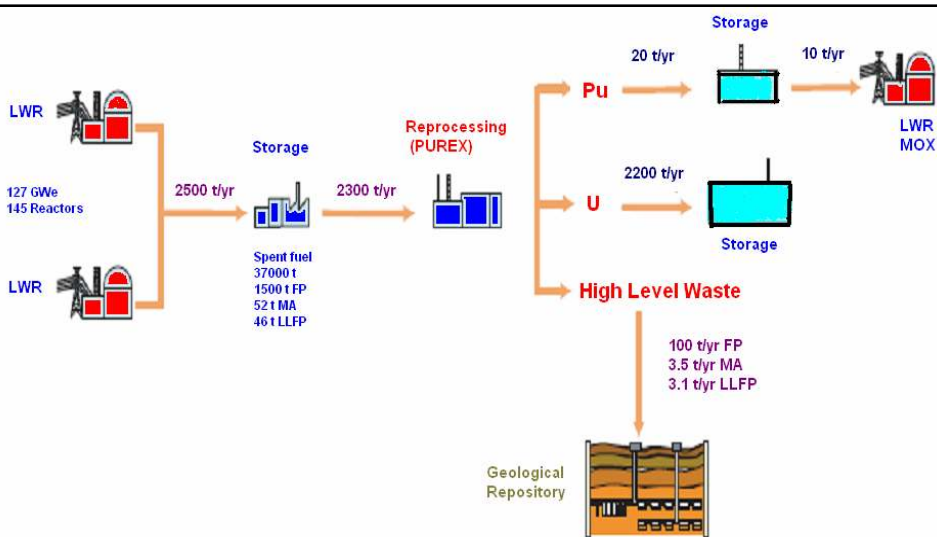 LWR
127 GWe
145 Reactors
LWR
2500 t/yr
Storage
Spent fuel
37000 t
1500 t FP
52 t MA
46 t LLFP
2300 t/yr
Reprocessing
(PUREX)
Pu
20 t/yr
Storage
10 t/yr
LWR
MOX
U
2200 t/yr
Storage
High Level Waste
100 t/yr FP
3.5 t/yr MA
3.1 t/yr LLFP
Geological
Repository